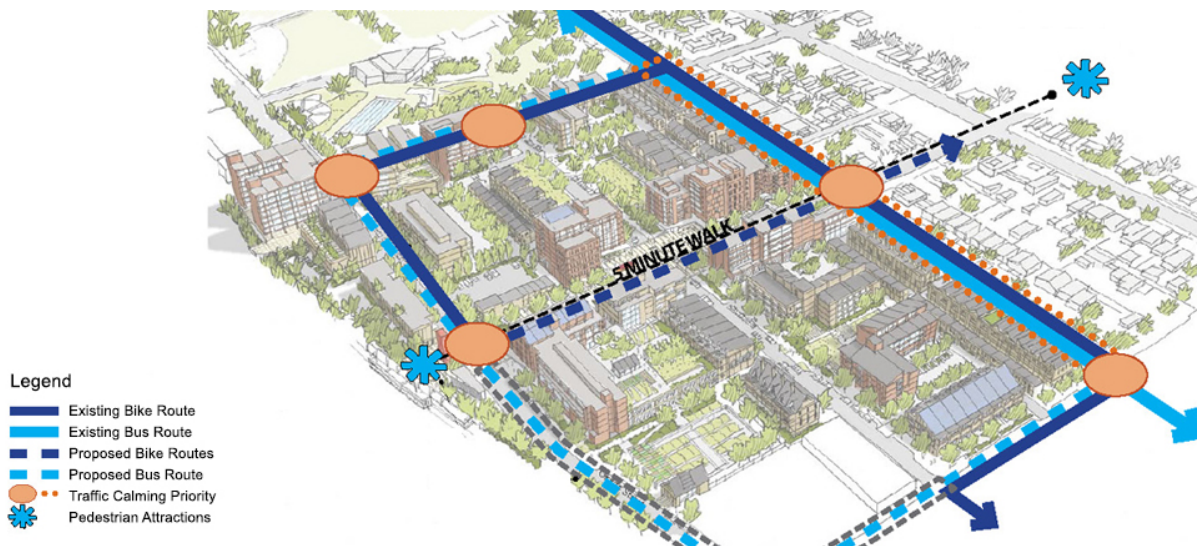 5 MINUTE WALK
Legend
Existing Bike Route
Existing Bus Route
Proposed Bike Routes
Proposed Bus Route
Traffic Calming Priority
Pedestrian Attractions